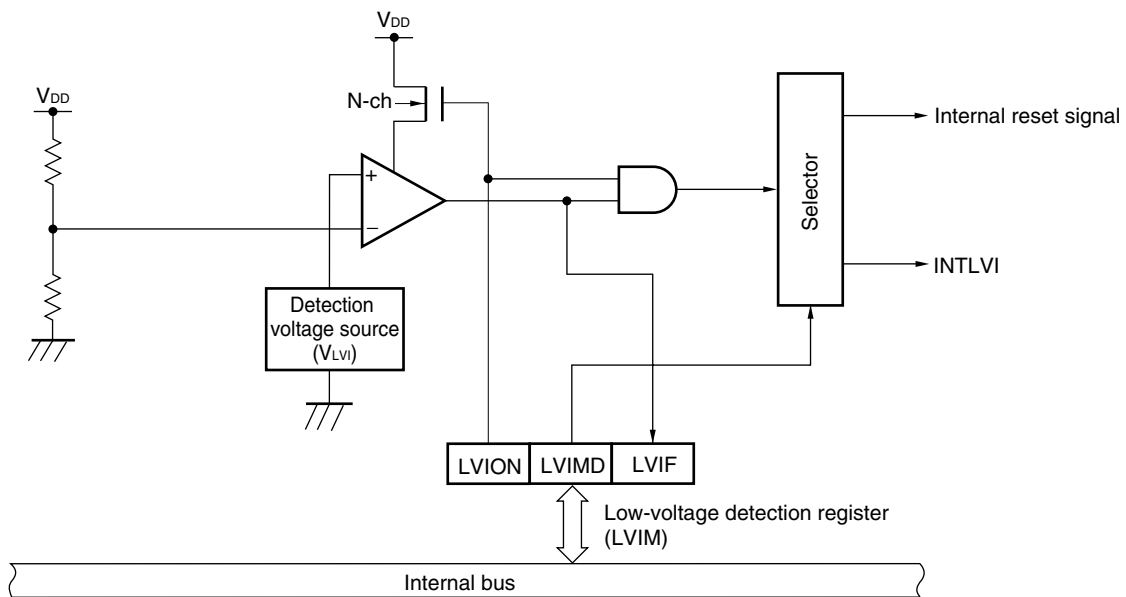 VDD
VDD
N-ch
+
−
Detection
voltage source
(VLVI)
Selector
Internal reset signal
INTLVI
LVION LVIMD LVIF
Low-voltage detection register
(LVIM)
Internal bus